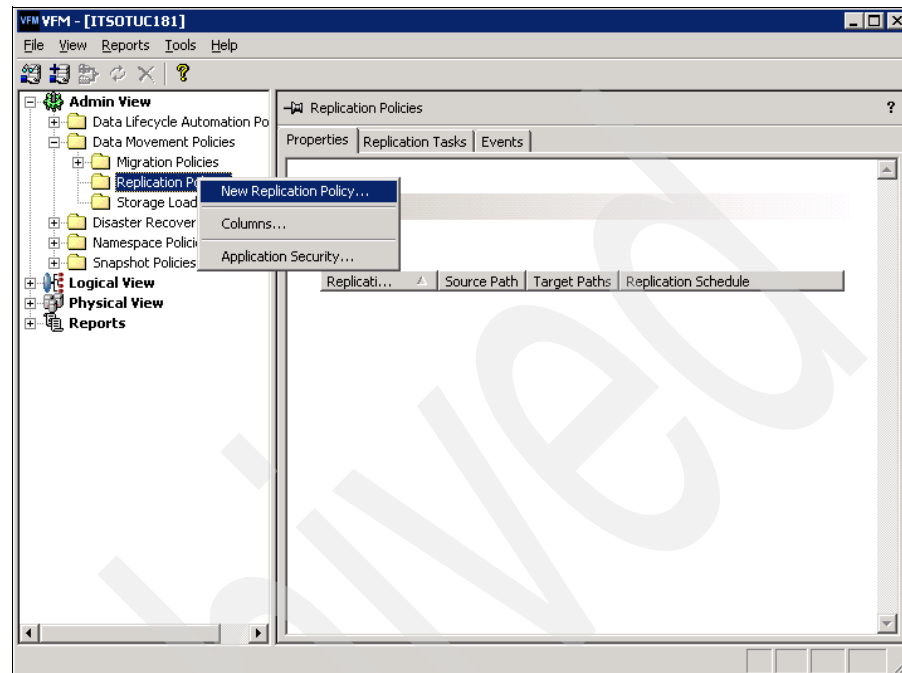 VFM VFM - [ITSOTUC181]
File View Reports Tools Help
Admin View
Data Lifecycle Automation Po
Data Movement Policies
Migration Policies
Replication Po
Storage Load
Disaster Recover
Namespace Polici
Snapshot Policies
Logical View
Physical View
Reports
New Replication Policy...
Columns...
Application Security...
Replication Policies ?
Properties Replication Tasks Events
Replicati... Source Path Target Paths Replication Schedule
hived